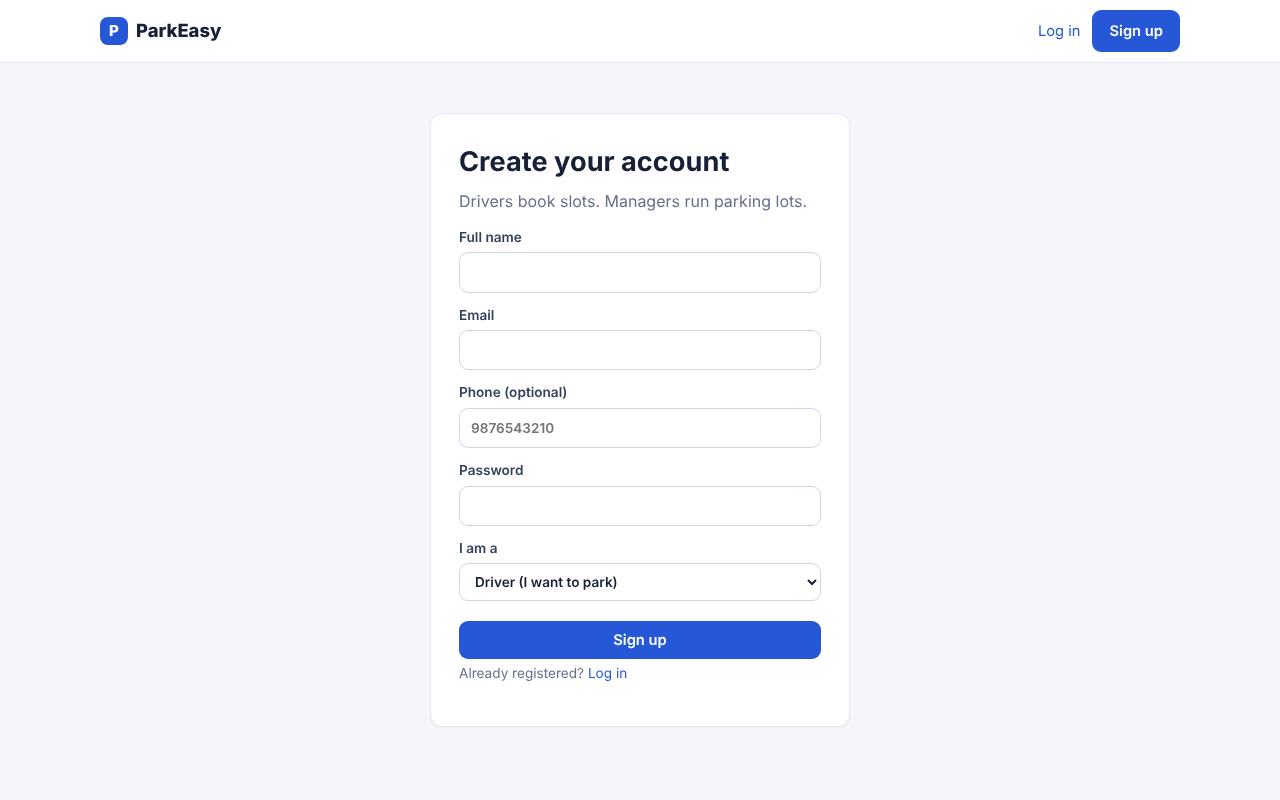 P ParkEasy
Log in
Sign up
Create your account
Drivers book slots. Managers run parking lots.
Full name
Email
Phone (optional)
9876543210
Password
I am a
Driver (I want to park)
Sign up
Already registered? Log in